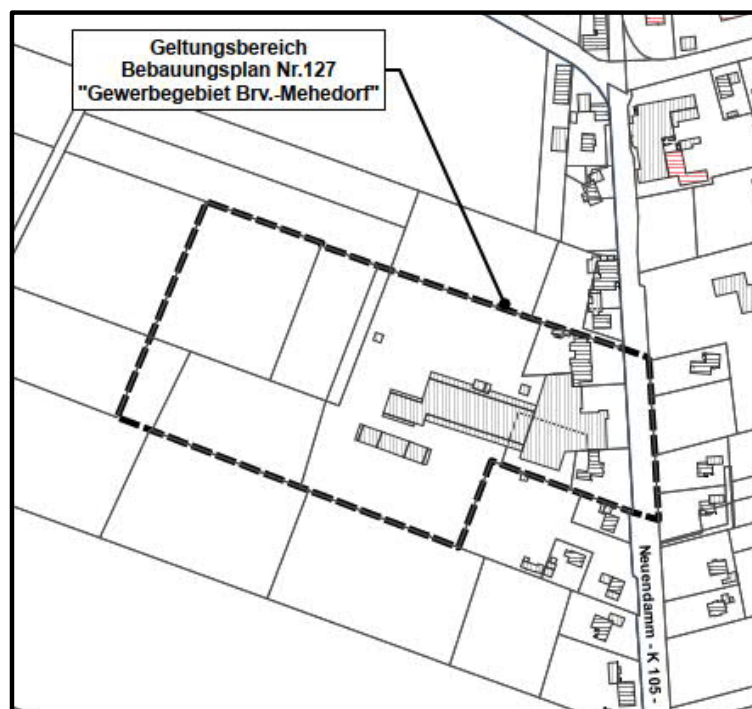 Geltungsbereich
Bebauungsplan Nr.127
"Gewerbegebiet Brv.-Mehedorf"
Neuendamm - K 105 -